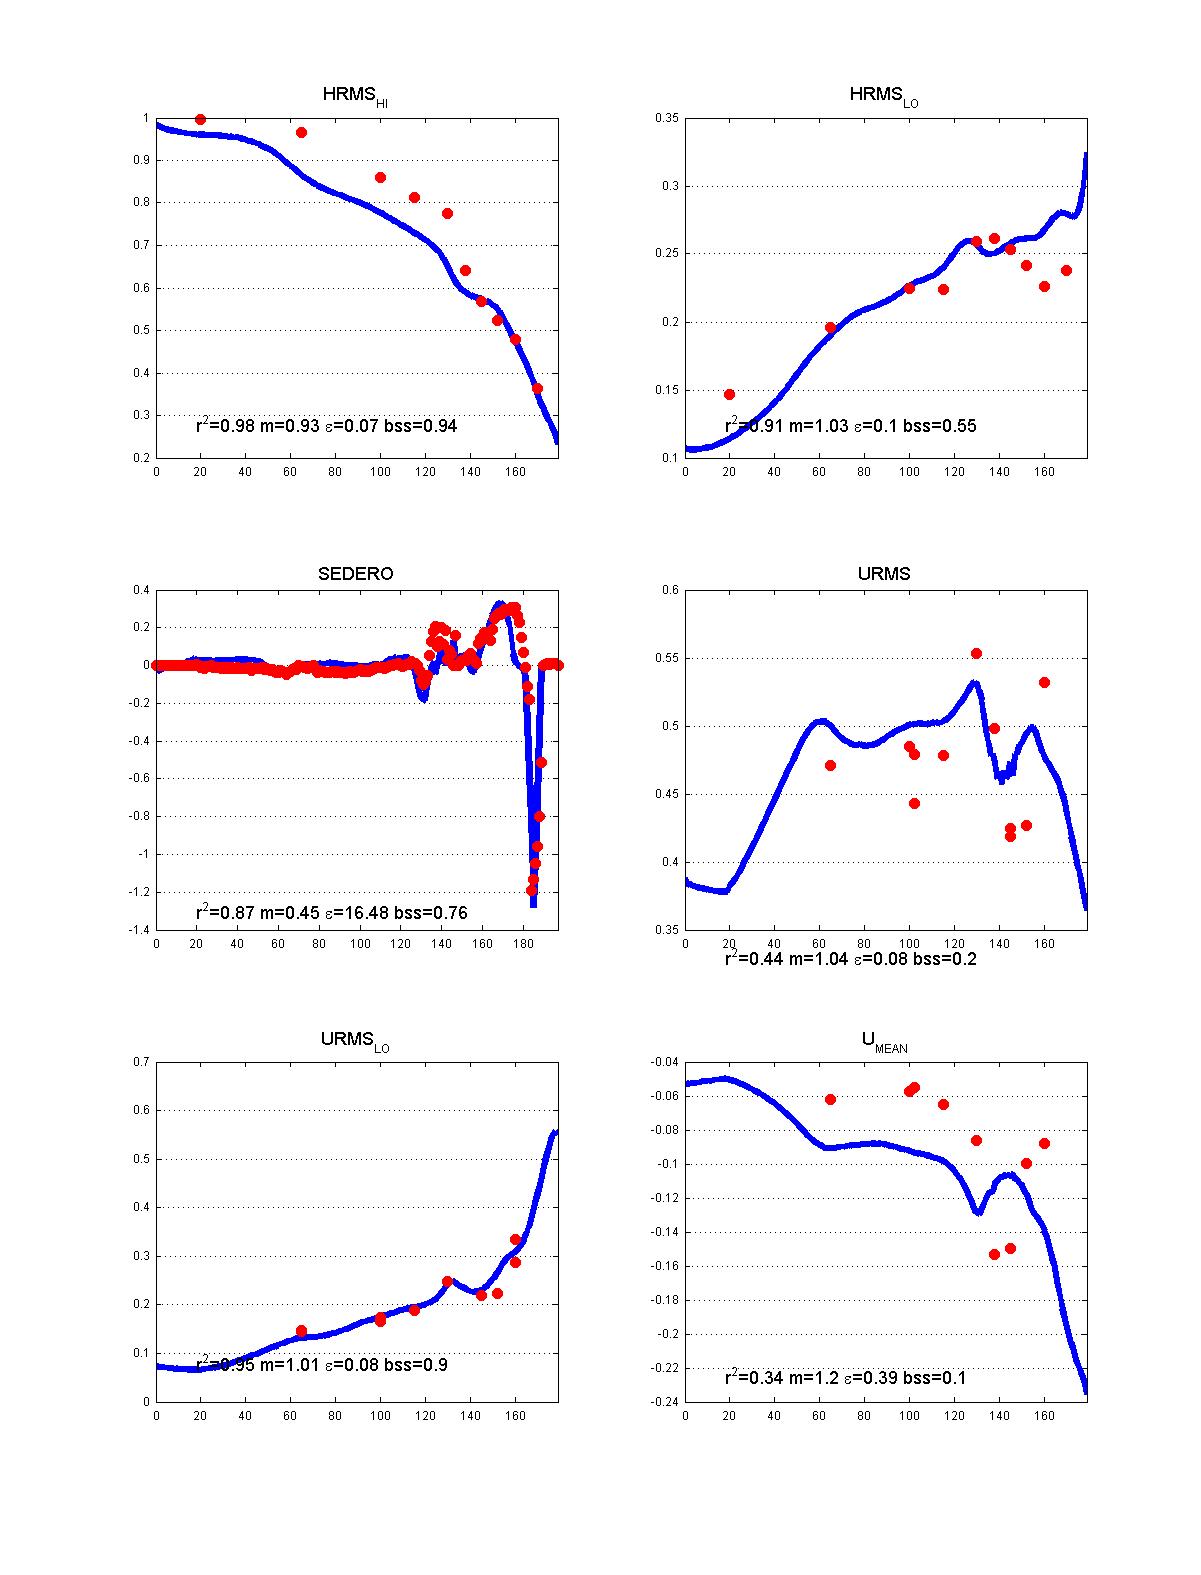 HRMS_HI
1
0.9
0.8
0.7
0.6
0.5
0.4
0.3
0.2
r²=0.98 m=0.93 ε=0.07 bss=0.94
0 20 40 60 80 100 120 140 160
HRMS_LO
0.35
0.3
0.25
0.2
0.15
0.1
r²=0.91 m=1.03 ε=0.1 bss=0.55
0 20 40 60 80 100 120 140 160
SEDERO
0.4
0.2
0
-0.2
-0.4
-0.6
-0.8
-1
-1.2
-1.4
r²=0.87 m=0.45 ε=16.48 bss=0.76
0 20 40 60 80 100 120 140 160 180
URMS
0.6
0.55
0.5
0.45
0.4
0.35
0 20 40 60 80 100 120 140 160
r²=0.44 m=1.04 ε=0.08 bss=0.2
URMS_LO
0.7
0.6
0.5
0.4
0.3
0.2
0.1
0
r²=0.95 m=1.01 ε=0.08 bss=0.9
0 20 40 60 80 100 120 140 160
U_MEAN
-0.04
-0.06
-0.08
-0.1
-0.12
-0.14
-0.16
-0.18
-0.2
-0.22
-0.24
r²=0.34 m=1.2 ε=0.39 bss=0.1
0 20 40 60 80 100 120 140 160